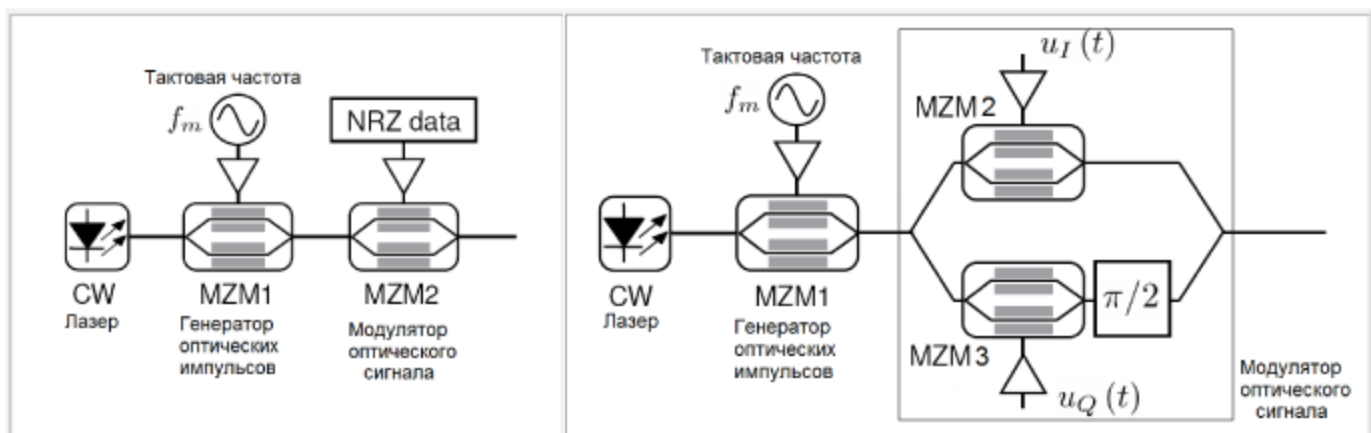 Тактовая частота
f_m
NRZ data
CW
Лазер
MZM1
Генератор
оптических
импульсов
MZM2
Модулятор
оптического
сигнала
Тактовая частота
f_m
u_I (t)
MZM 2
CW
Лазер
MZM1
Генератор
оптических
импульсов
π/2
MZM 3
u_Q (t)
Модулятор
оптического
сигнала